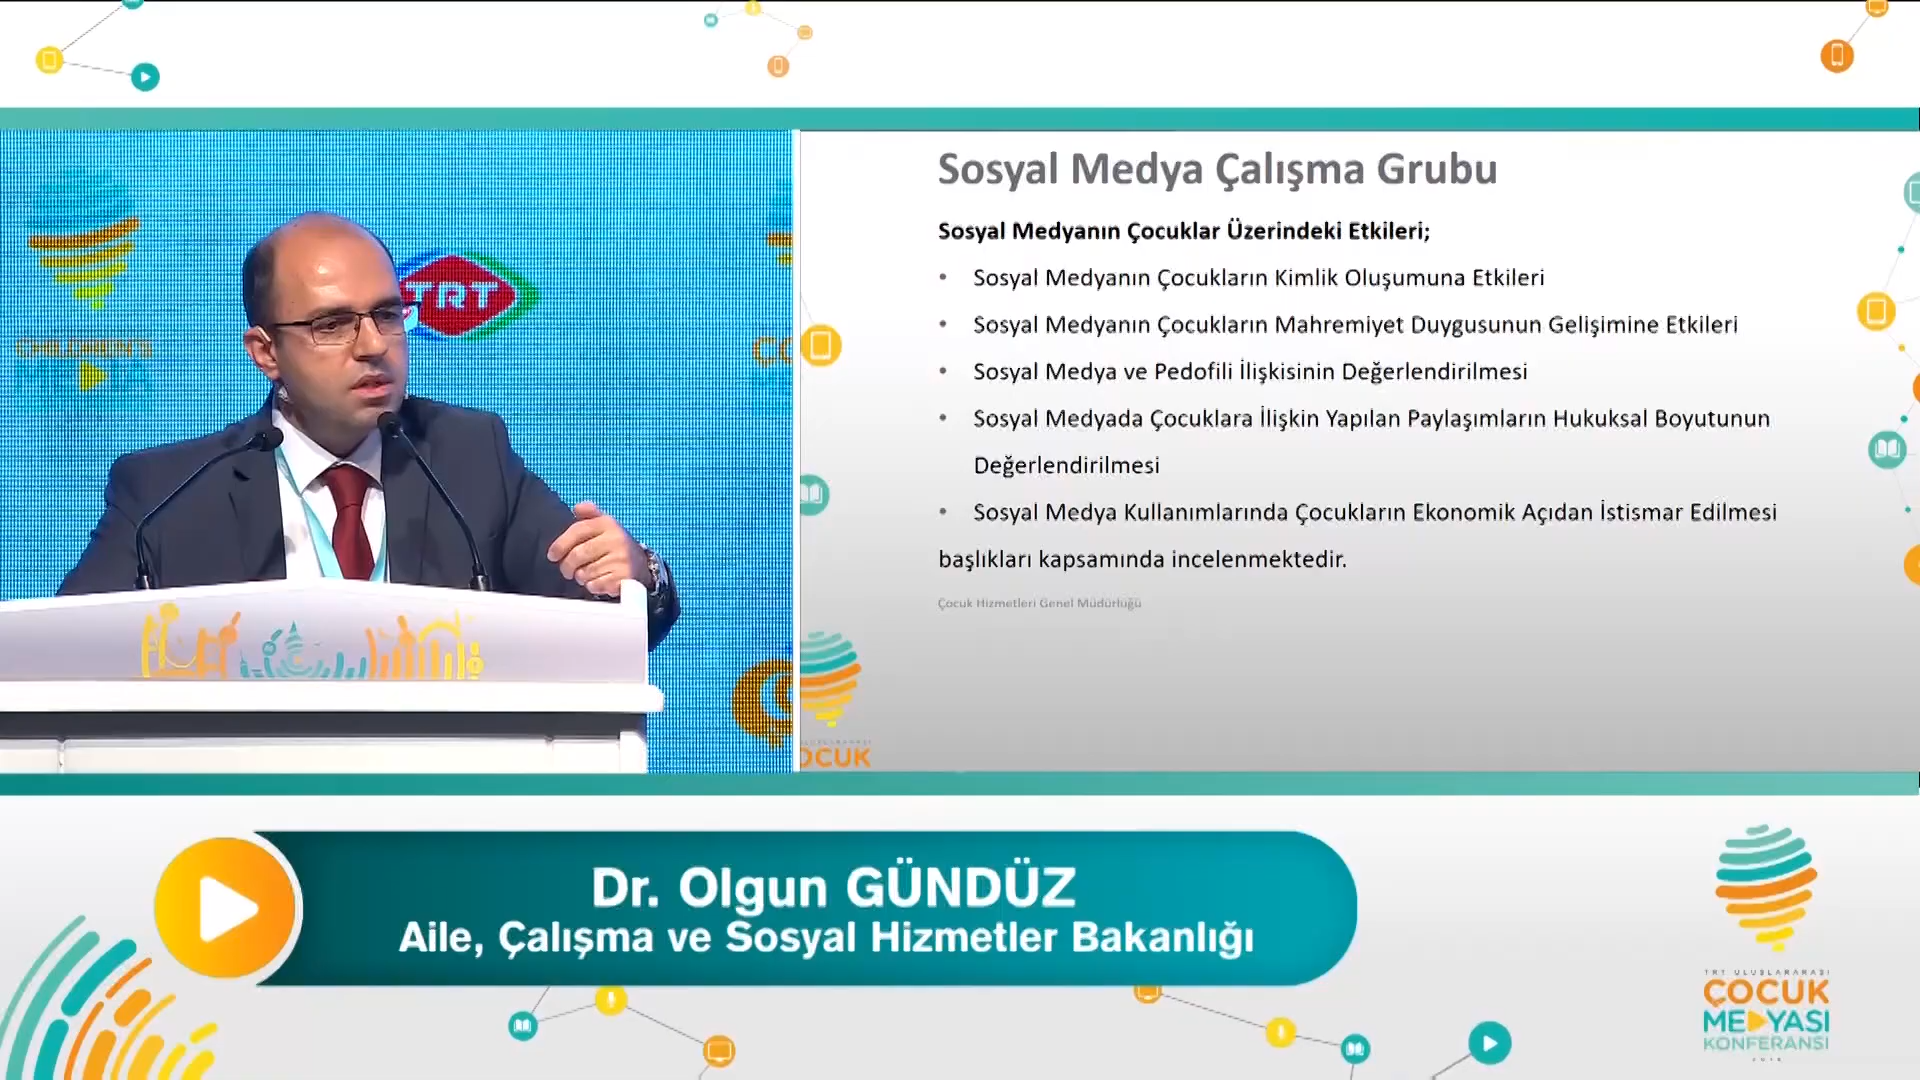 TRT
CHILDREN'S
Sosyal Medya Çalışma Grubu
Sosyal Medyanın Çocuklar Üzerindeki Etkileri;
• Sosyal Medyanın Çocukların Kimlik Oluşumuna Etkileri
• Sosyal Medyanın Çocukların Mahremiyet Duygusunun Gelişimine Etkileri
• Sosyal Medya ve Pedofili İlişkisinin Değerlendirilmesi
• Sosyal Medyada Çocuklara İlişkin Yapılan Paylaşımların Hukuksal Boyutunun
Değerlendirilmesi
• Sosyal Medya Kullanımlarında Çocukların Ekonomik Açıdan İstismar Edilmesi
başlıkları kapsamında incelenmektedir.
Çocuk Hizmetleri Genel Müdürlüğü
OCUK
Dr. Olgun GÜNDÜZ
Aile, Çalışma ve Sosyal Hizmetler Bakanlığı
TRT ULUSLARARASI
ÇOCUK
MEDYASI
KONFERANSI